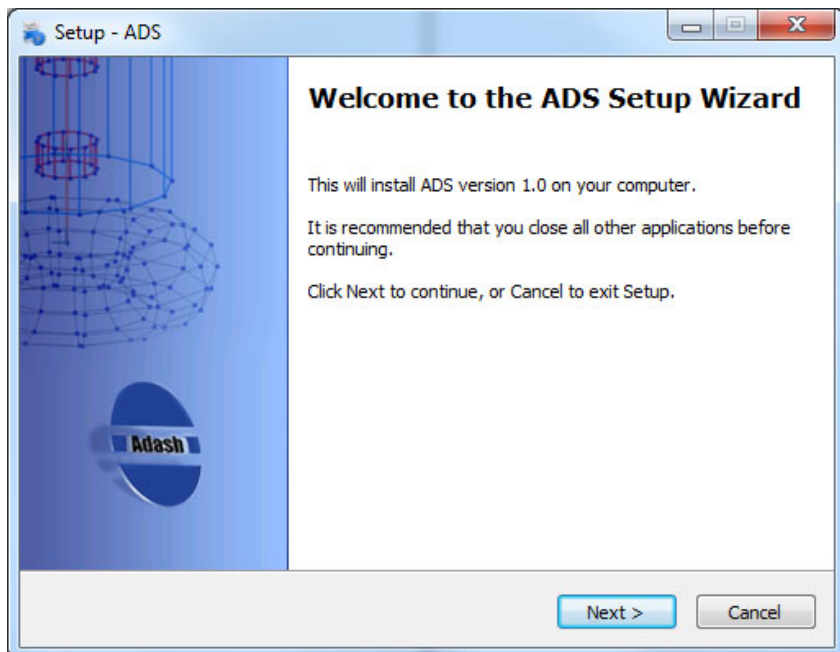 Setup - ADS
Welcome to the ADS Setup Wizard
This will install ADS version 1.0 on your computer.
It is recommended that you close all other applications before
continuing.
Click Next to continue, or Cancel to exit Setup.
Adash
Next >
Cancel